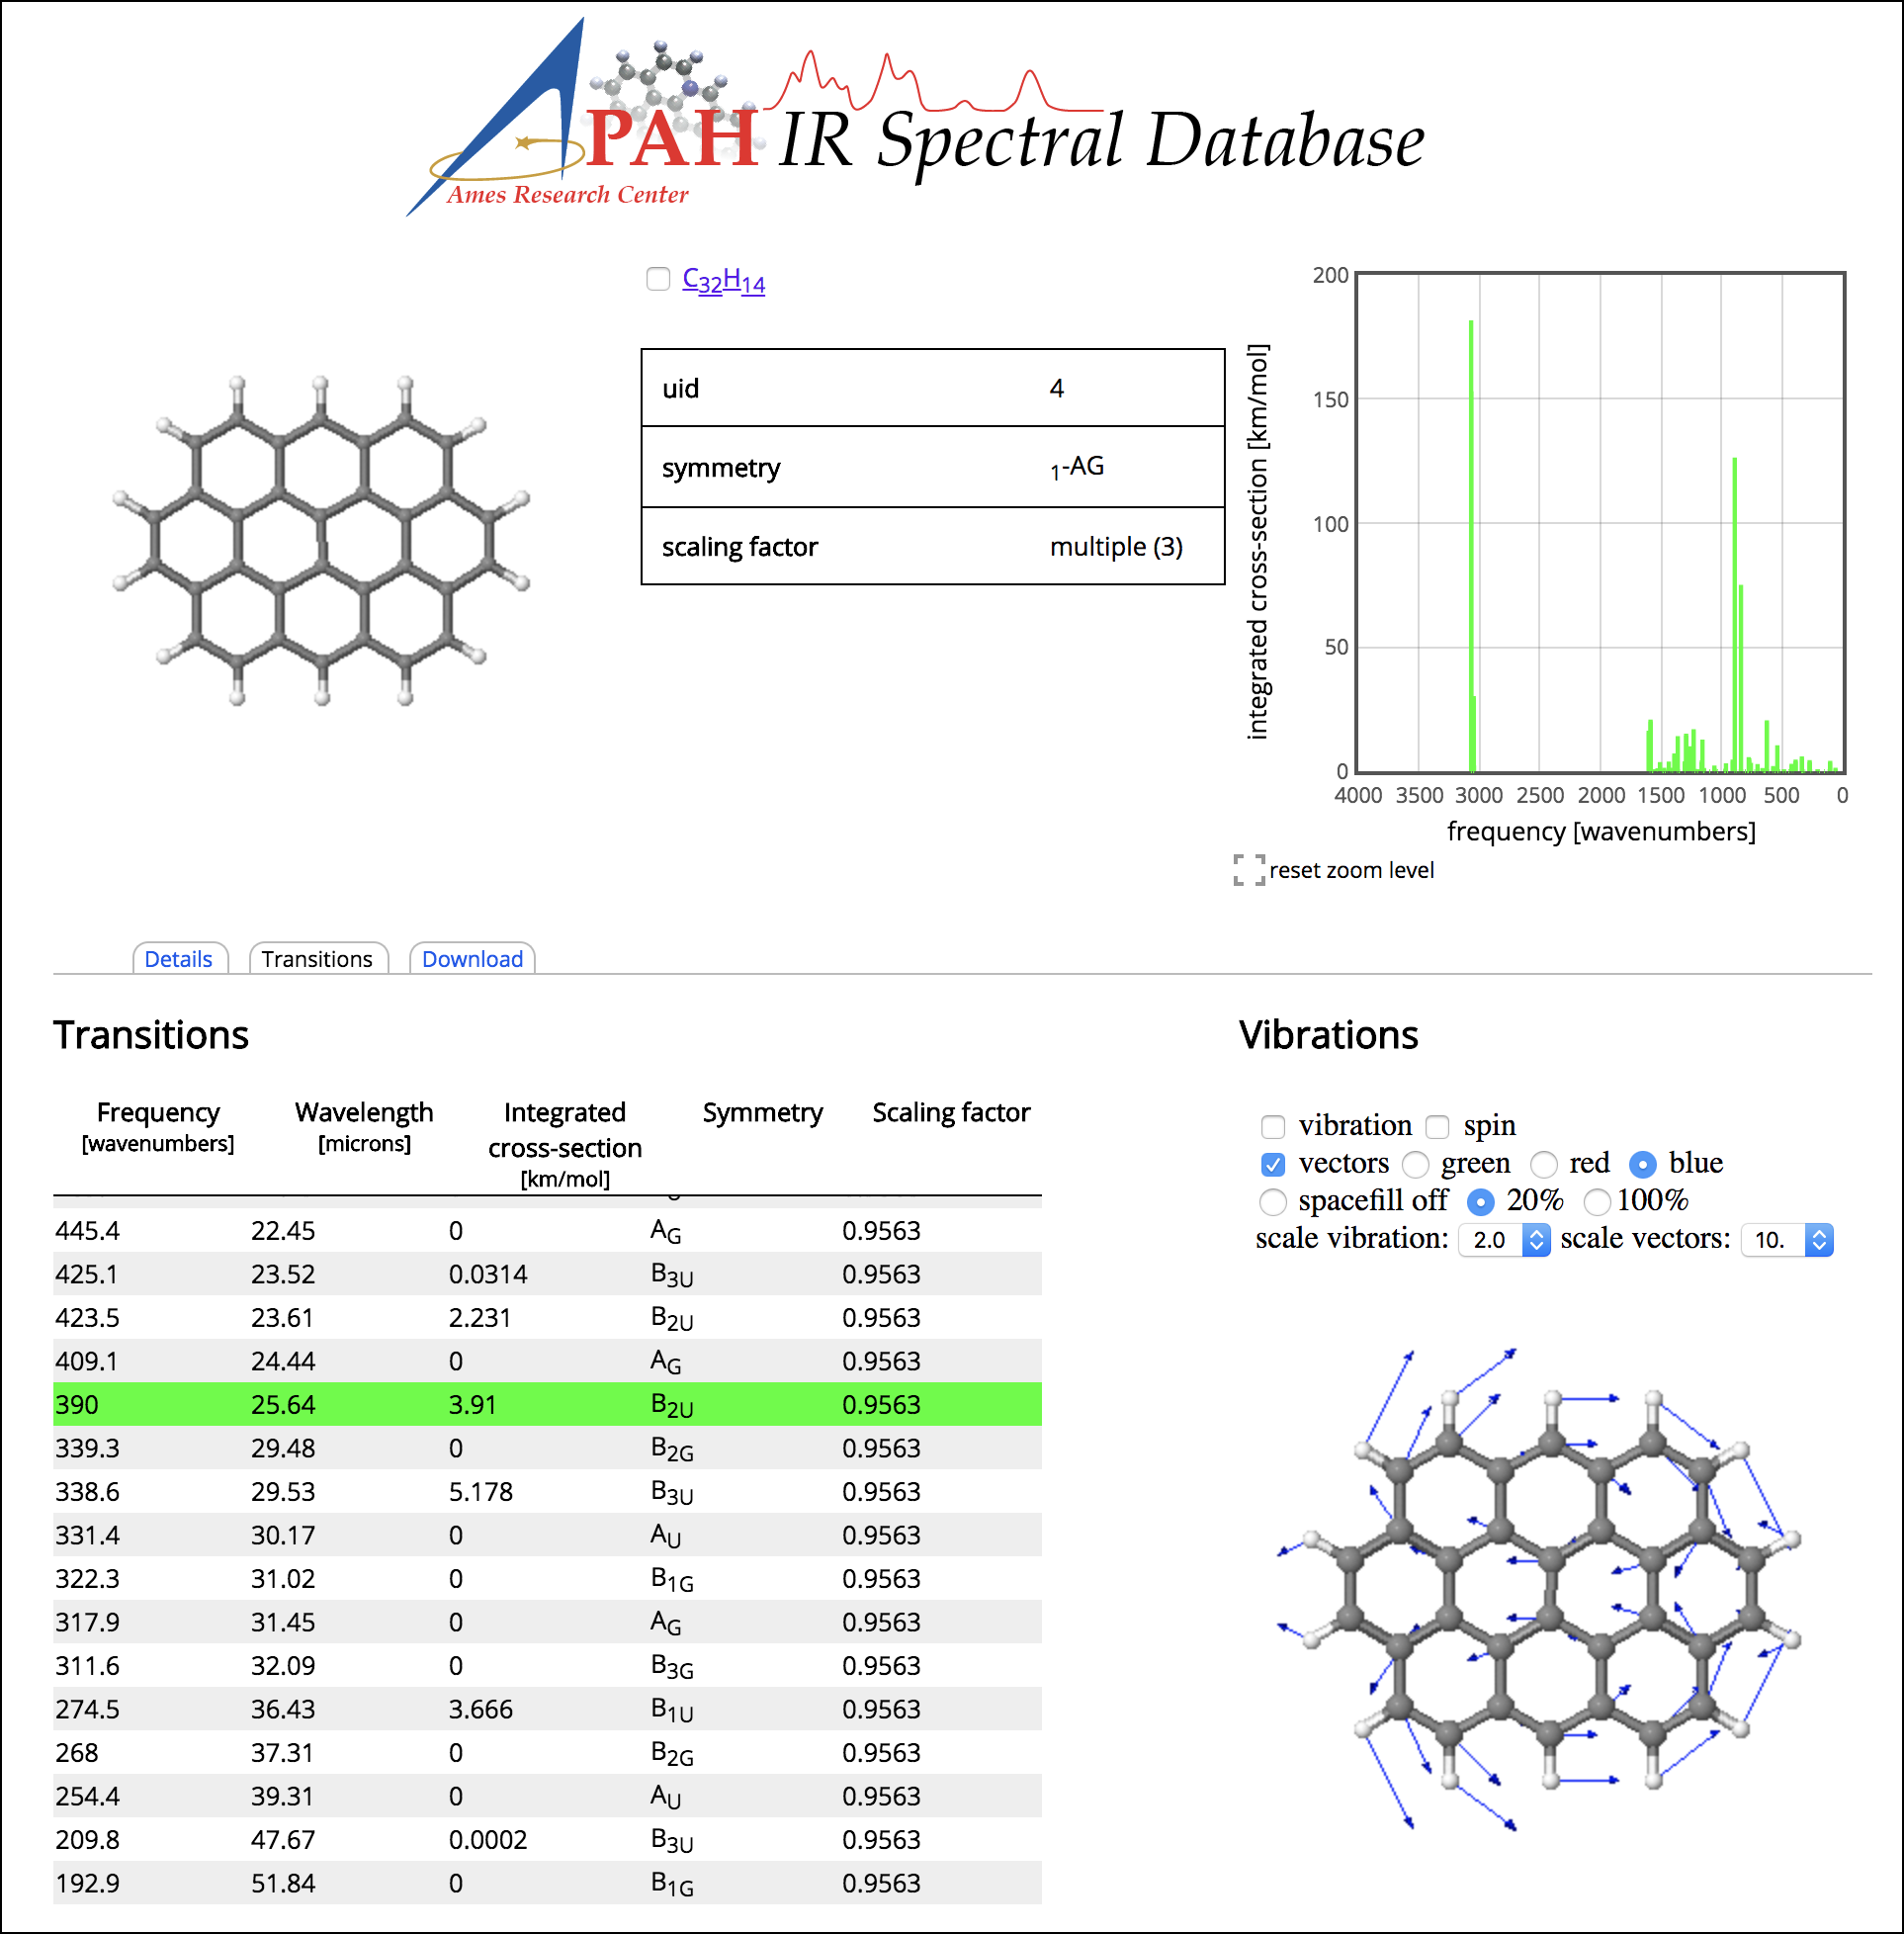 PAH IR Spectral Database
Ames Research Center
C32H14
uid 4
symmetry 1-AG
scaling factor multiple (3)
integrated cross-section [km/mol]
200
150
100
50
0
4000 3500 3000 2500 2000 1500 1000 500 0
frequency [wavenumbers]
reset zoom level
Details Transitions Download
Transitions
Frequency Wavelength Integrated Symmetry Scaling factor
[wavenumbers] [microns] cross-section
[km/mol]
445.4 22.45 0 AG 0.9563
425.1 23.52 0.0314 B3U 0.9563
423.5 23.61 2.231 B2U 0.9563
409.1 24.44 0 AG 0.9563
390 25.64 3.91 B2U 0.9563
339.3 29.48 0 B2G 0.9563
338.6 29.53 5.178 B3U 0.9563
331.4 30.17 0 AU 0.9563
322.3 31.02 0 B1G 0.9563
317.9 31.45 0 AG 0.9563
311.6 32.09 0 B3G 0.9563
274.5 36.43 3.666 B1U 0.9563
268 37.31 0 B2G 0.9563
254.4 39.31 0 AU 0.9563
209.8 47.67 0.0002 B3U 0.9563
192.9 51.84 0 B1G 0.9563
Vibrations
vibration spin
vectors green red blue
spacefill off 20% 100%
scale vibration: 2.0 scale vectors: 10.